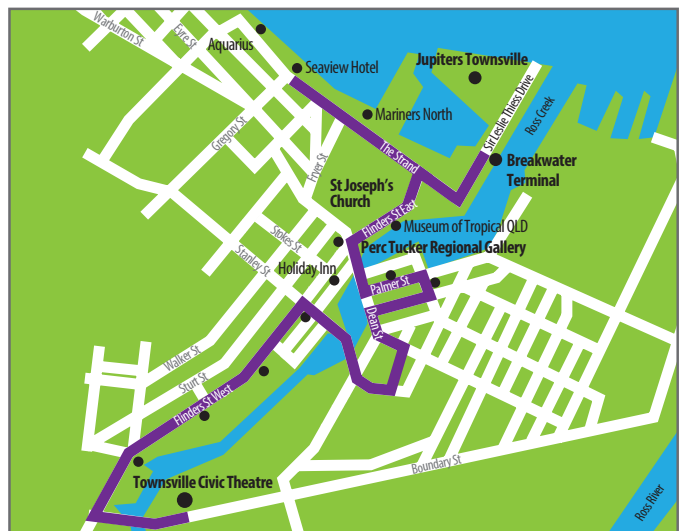 Warburton St
Eyre St
Aquarius
Seaview Hotel
Jupiters Townsville
Mariners North
Sir Leslie Thiess Drive
Ross Creek
Gregory St
Fryer St
The Strand
Breakwater
Terminal
St Joseph's
Church
Flinders St East
Museum of Tropical QLD
Stokes St
Stanley St
Perc Tucker Regional Gallery
Holiday Inn
Palmer St
Dean St
Walker St
Sturt St
Flinders St West
Boundary St
Townsville Civic Theatre
Ross River